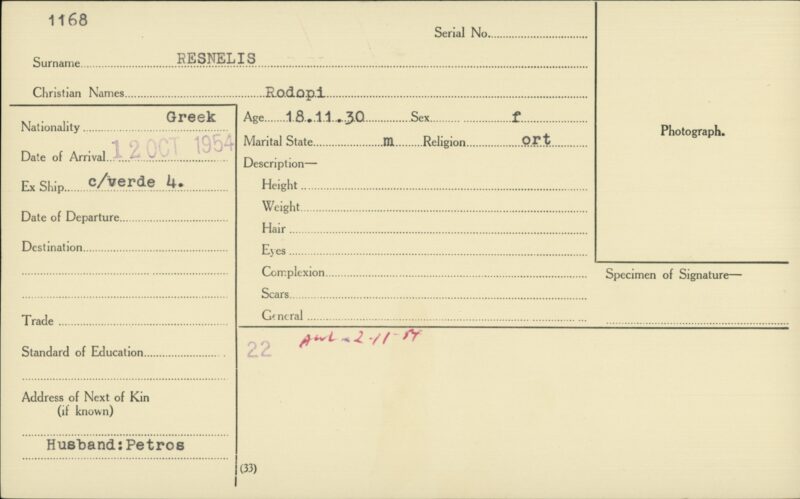 1168
Serial No.
Surname RESNELIS
Christian Names Rodopi
Photograph.
Nationality Greek
Date of Arrival 12 OCT 1954
Ex Ship c/verde 4.
Date of Departure
Destination
Trade
Standard of Education
Address of Next of Kin
(if known)
Husband:Petros
Age 18.11.30 Sex f
Marital State m Religion ort
Description—
Height
Weight
Hair
Eyes
Complexion
Scars
General
Specimen of Signature—
22 2-11-54
(33)